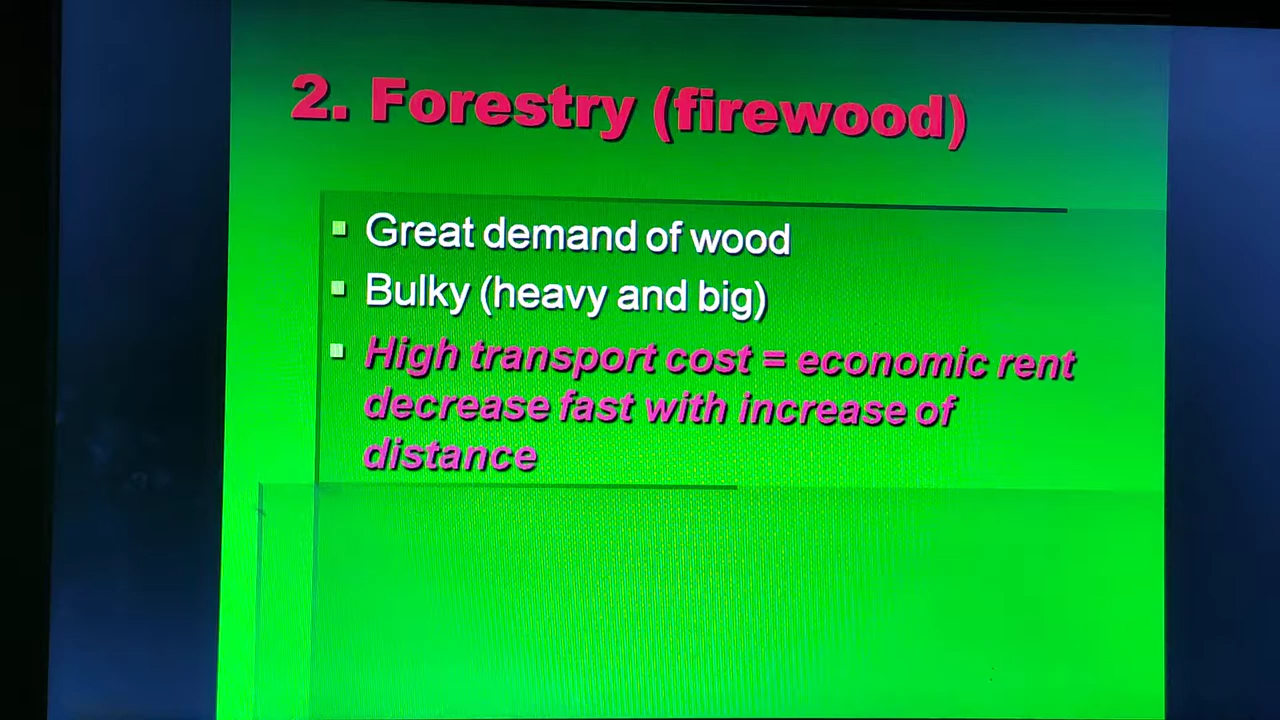 2. Forestry (firewood)
Great demand of wood
Bulky (heavy and big)
High transport cost = economic rent
decrease fast with increase of
distance